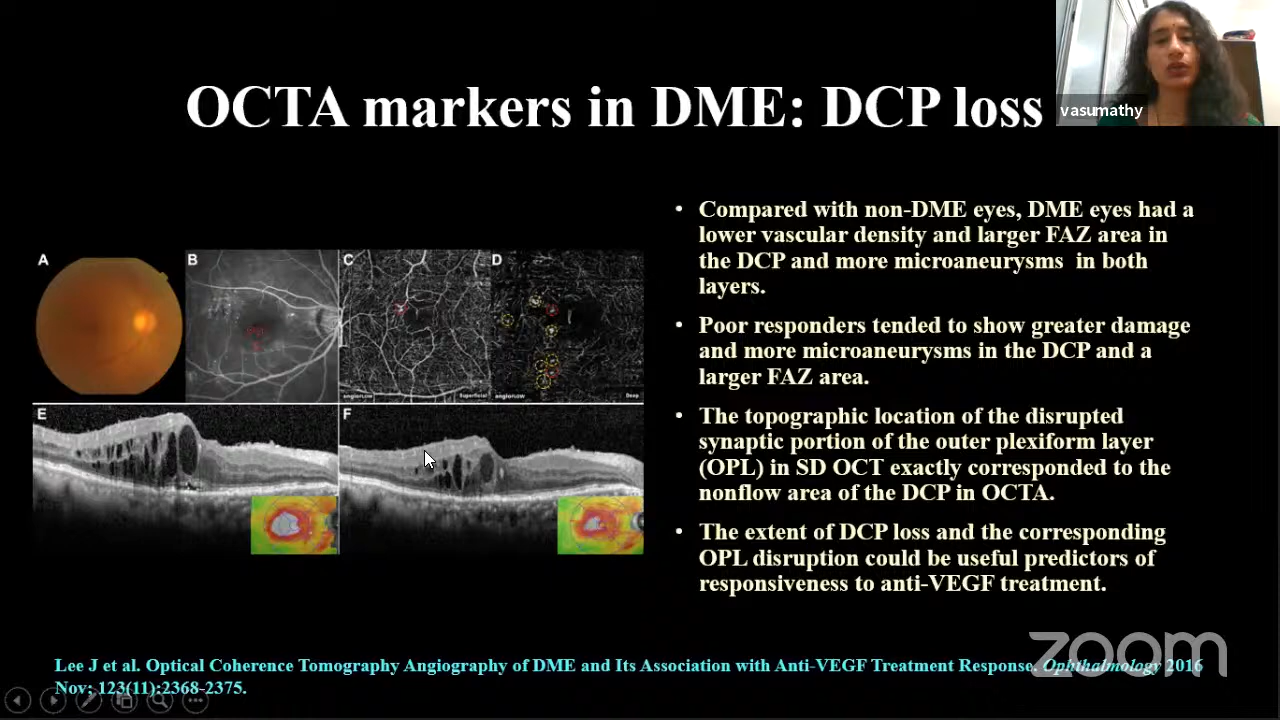 OCTA markers in DME: DCP loss
vasumathy
• Compared with non-DME eyes, DME eyes had a
lower vascular density and larger FAZ area in
the DCP and more microaneurysms in both
layers.
• Poor responders tended to show greater damage
and more microaneurysms in the DCP and a
larger FAZ area.
• The topographic location of the disrupted
synaptic portion of the outer plexiform layer
(OPL) in SD OCT exactly corresponded to the
nonflow area of the DCP in OCTA.
• The extent of DCP loss and the corresponding
OPL disruption could be useful predictors of
responsiveness to anti-VEGF treatment.
A
B
C
D
angioFLOW
Superficial
angioFLOW
Deep
E
F
zoom
Lee J et al. Optical Coherence Tomography Angiography of DME and Its Association with Anti-VEGF Treatment Response. Ophthalmology 2016
Nov; 123(11):2368-2375.